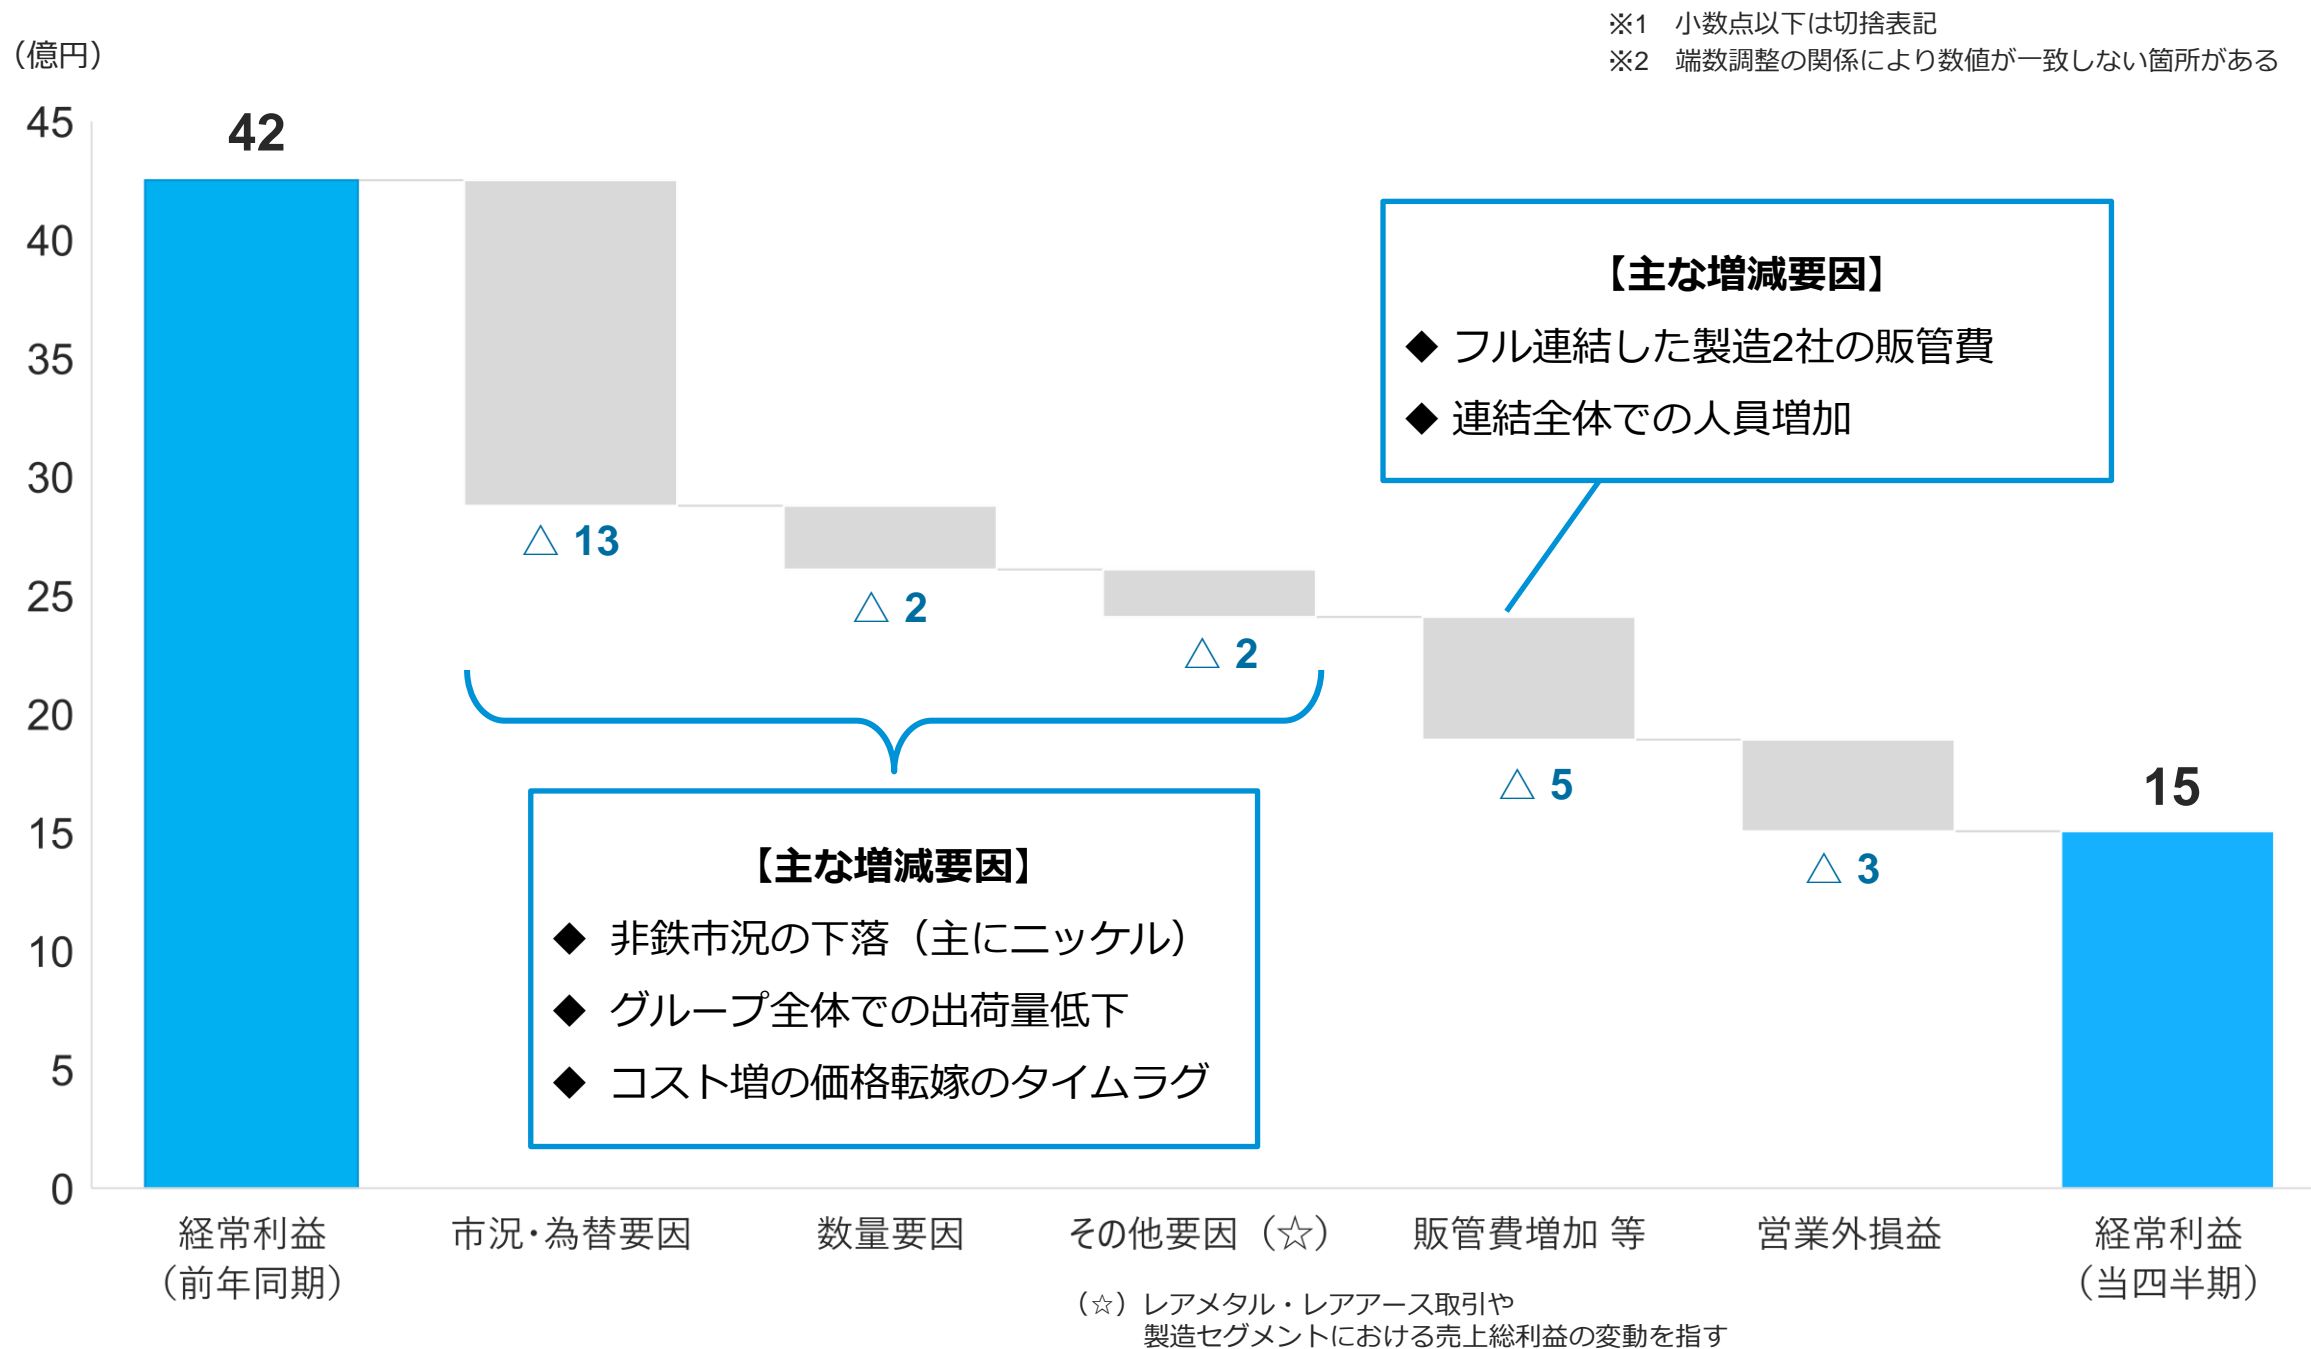 ※1　小数点以下は切捨表記
※2　端数調整の関係により数値が一致しない箇所がある
（億円）
45
40
35
30
25
20
15
10
5
0
42
△ 13
△ 2
△ 2
△ 5
△ 3
15
【主な増減要因】
◆ フル連結した製造2社の販管費
◆ 連結全体での人員増加
【主な増減要因】
◆ 非鉄市況の下落（主にニッケル）
◆ グループ全体での出荷量低下
◆ コスト増の価格転嫁のタイムラグ
経常利益
（前年同期）
市況・為替要因
数量要因
その他要因（☆）
販管費増加 等
営業外損益
経常利益
（当四半期）
（☆）レアメタル・レアアース取引や
製造セグメントにおける売上総利益の変動を指す